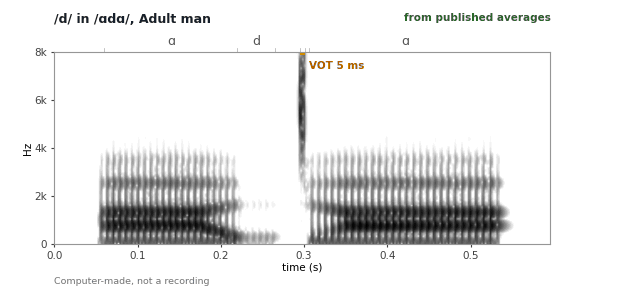 /d/ in /ɑdɑ/, Adult man
from published averages
ɑ d ɑ
8k
VOT 5 ms
6k
4k
2k
0
Hz
0.0 0.1 0.2 0.3 0.4 0.5
time (s)
Computer-made, not a recording